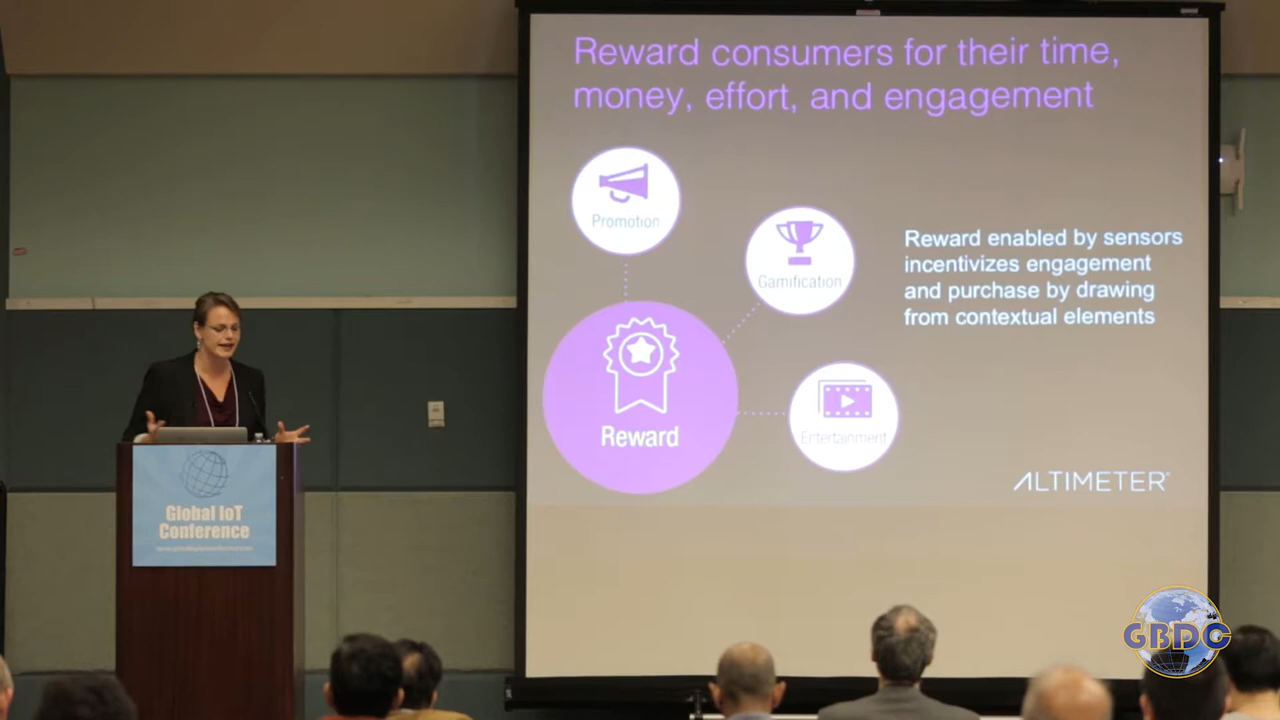 Reward consumers for their time,
money, effort, and engagement
Promotion
Gamification
Reward enabled by sensors
incentivizes engagement
and purchase by drawing
from contextual elements
Reward
Entertainment
ALTIMETER
Global IoT
Conference
GBDC